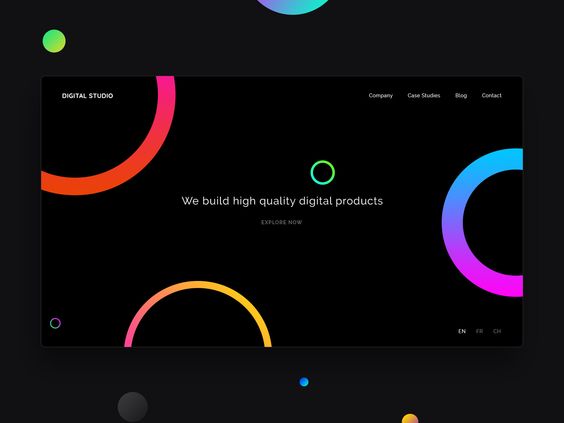 DIGITAL STUDIO
Company Case Studies Blog Contact
We build high quality digital products
EXPLORE NOW
EN FR CH